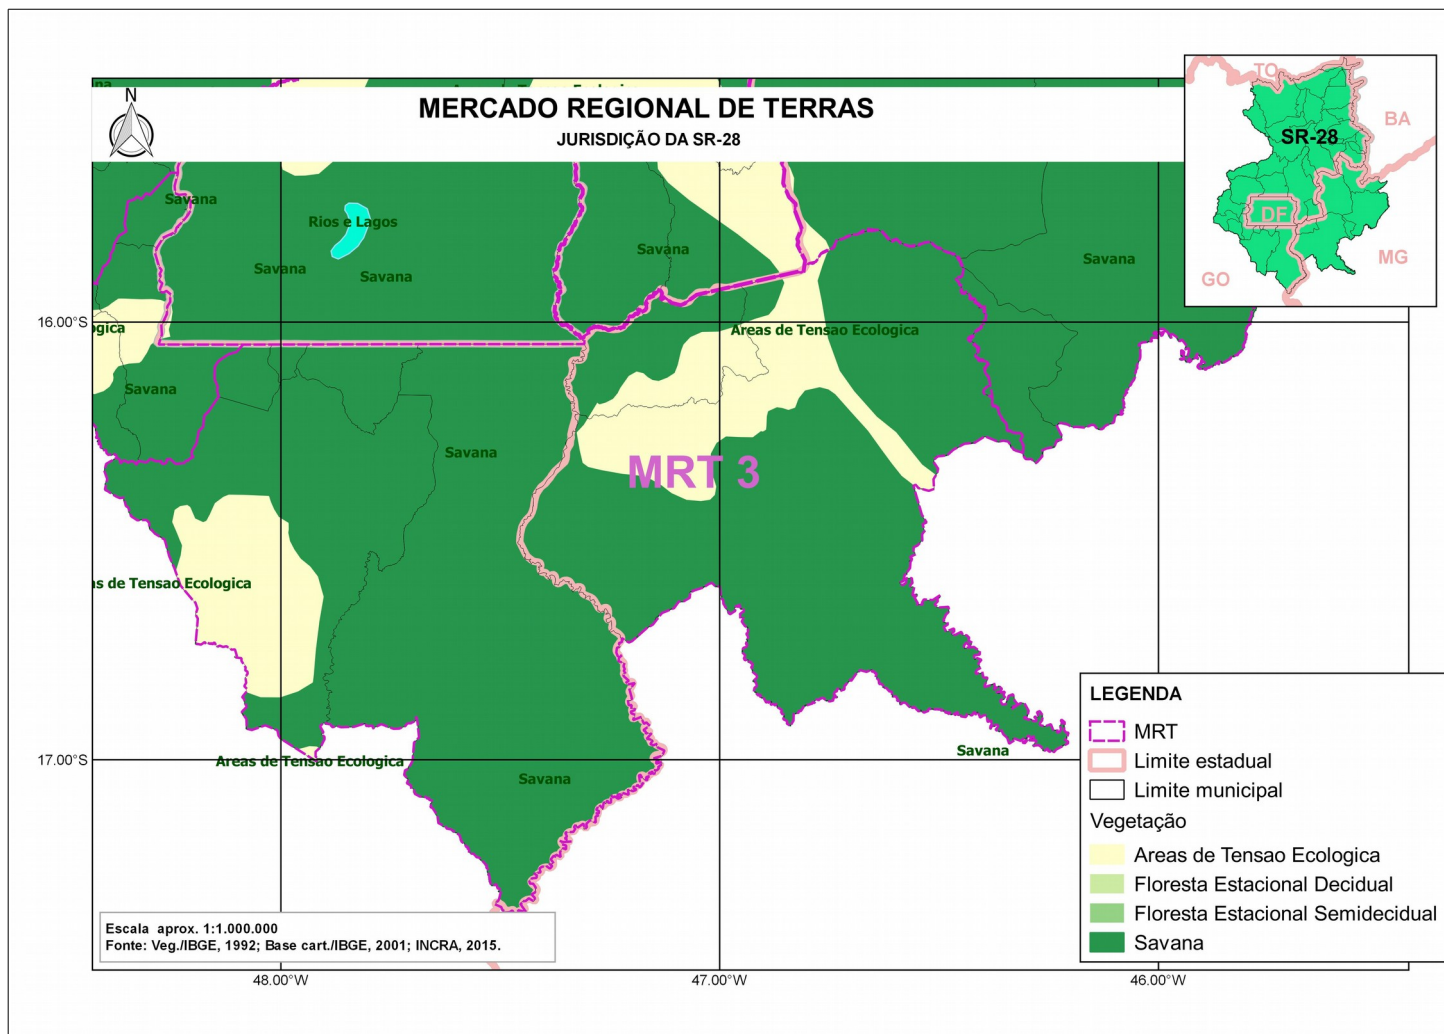 MERCADO REGIONAL DE TERRAS
JURISDIÇÃO DA SR-28
N
TO
BA
SR-28
DF
MG
GO
Savana
Rios e Lagos
Savana
Savana
Savana
Savana
16.00°S
Areas de Tensao Ecologica
Savana
Savana
MRT 3
s de Tensao Ecologica
Savana
17.00°S
Areas de Tensao Ecologica
Savana
LEGENDA
MRT
Limite estadual
Limite municipal
Vegetação
Areas de Tensao Ecologica
Floresta Estacional Decidual
Floresta Estacional Semidecidual
Savana
Escala aprox. 1:1.000.000
Fonte: Veg./IBGE, 1992; Base cart./IBGE, 2001; INCRA, 2015.
48.00°W
47.00°W
46.00°W